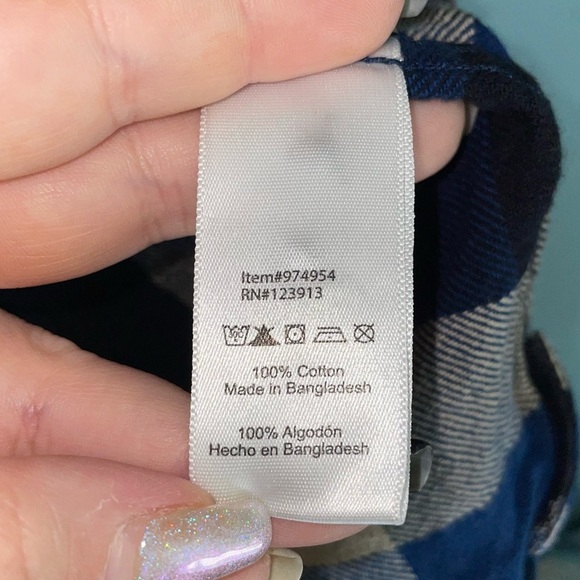 Item#974954
RN#123913
100% Cotton
Made in Bangladesh
100% Algodón
Hecho en Bangladesh